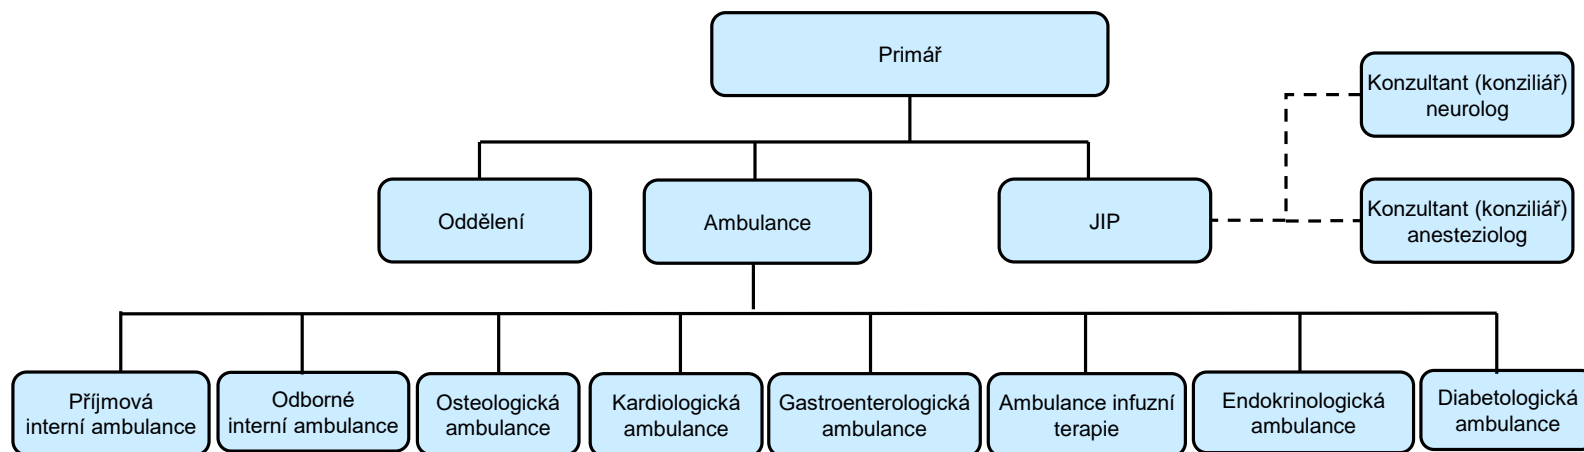 Primář
Konzultant (konziliář)
neurolog
Oddělení
Ambulance
JIP
Konzultant (konziliář)
anesteziolog
Příjmová
interní ambulance
Odborné
interní ambulance
Osteologická
ambulance
Kardiologická
ambulance
Gastroenterologická
ambulance
Ambulance infuzní
terapie
Endokrinologická
ambulance
Diabetologická
ambulance